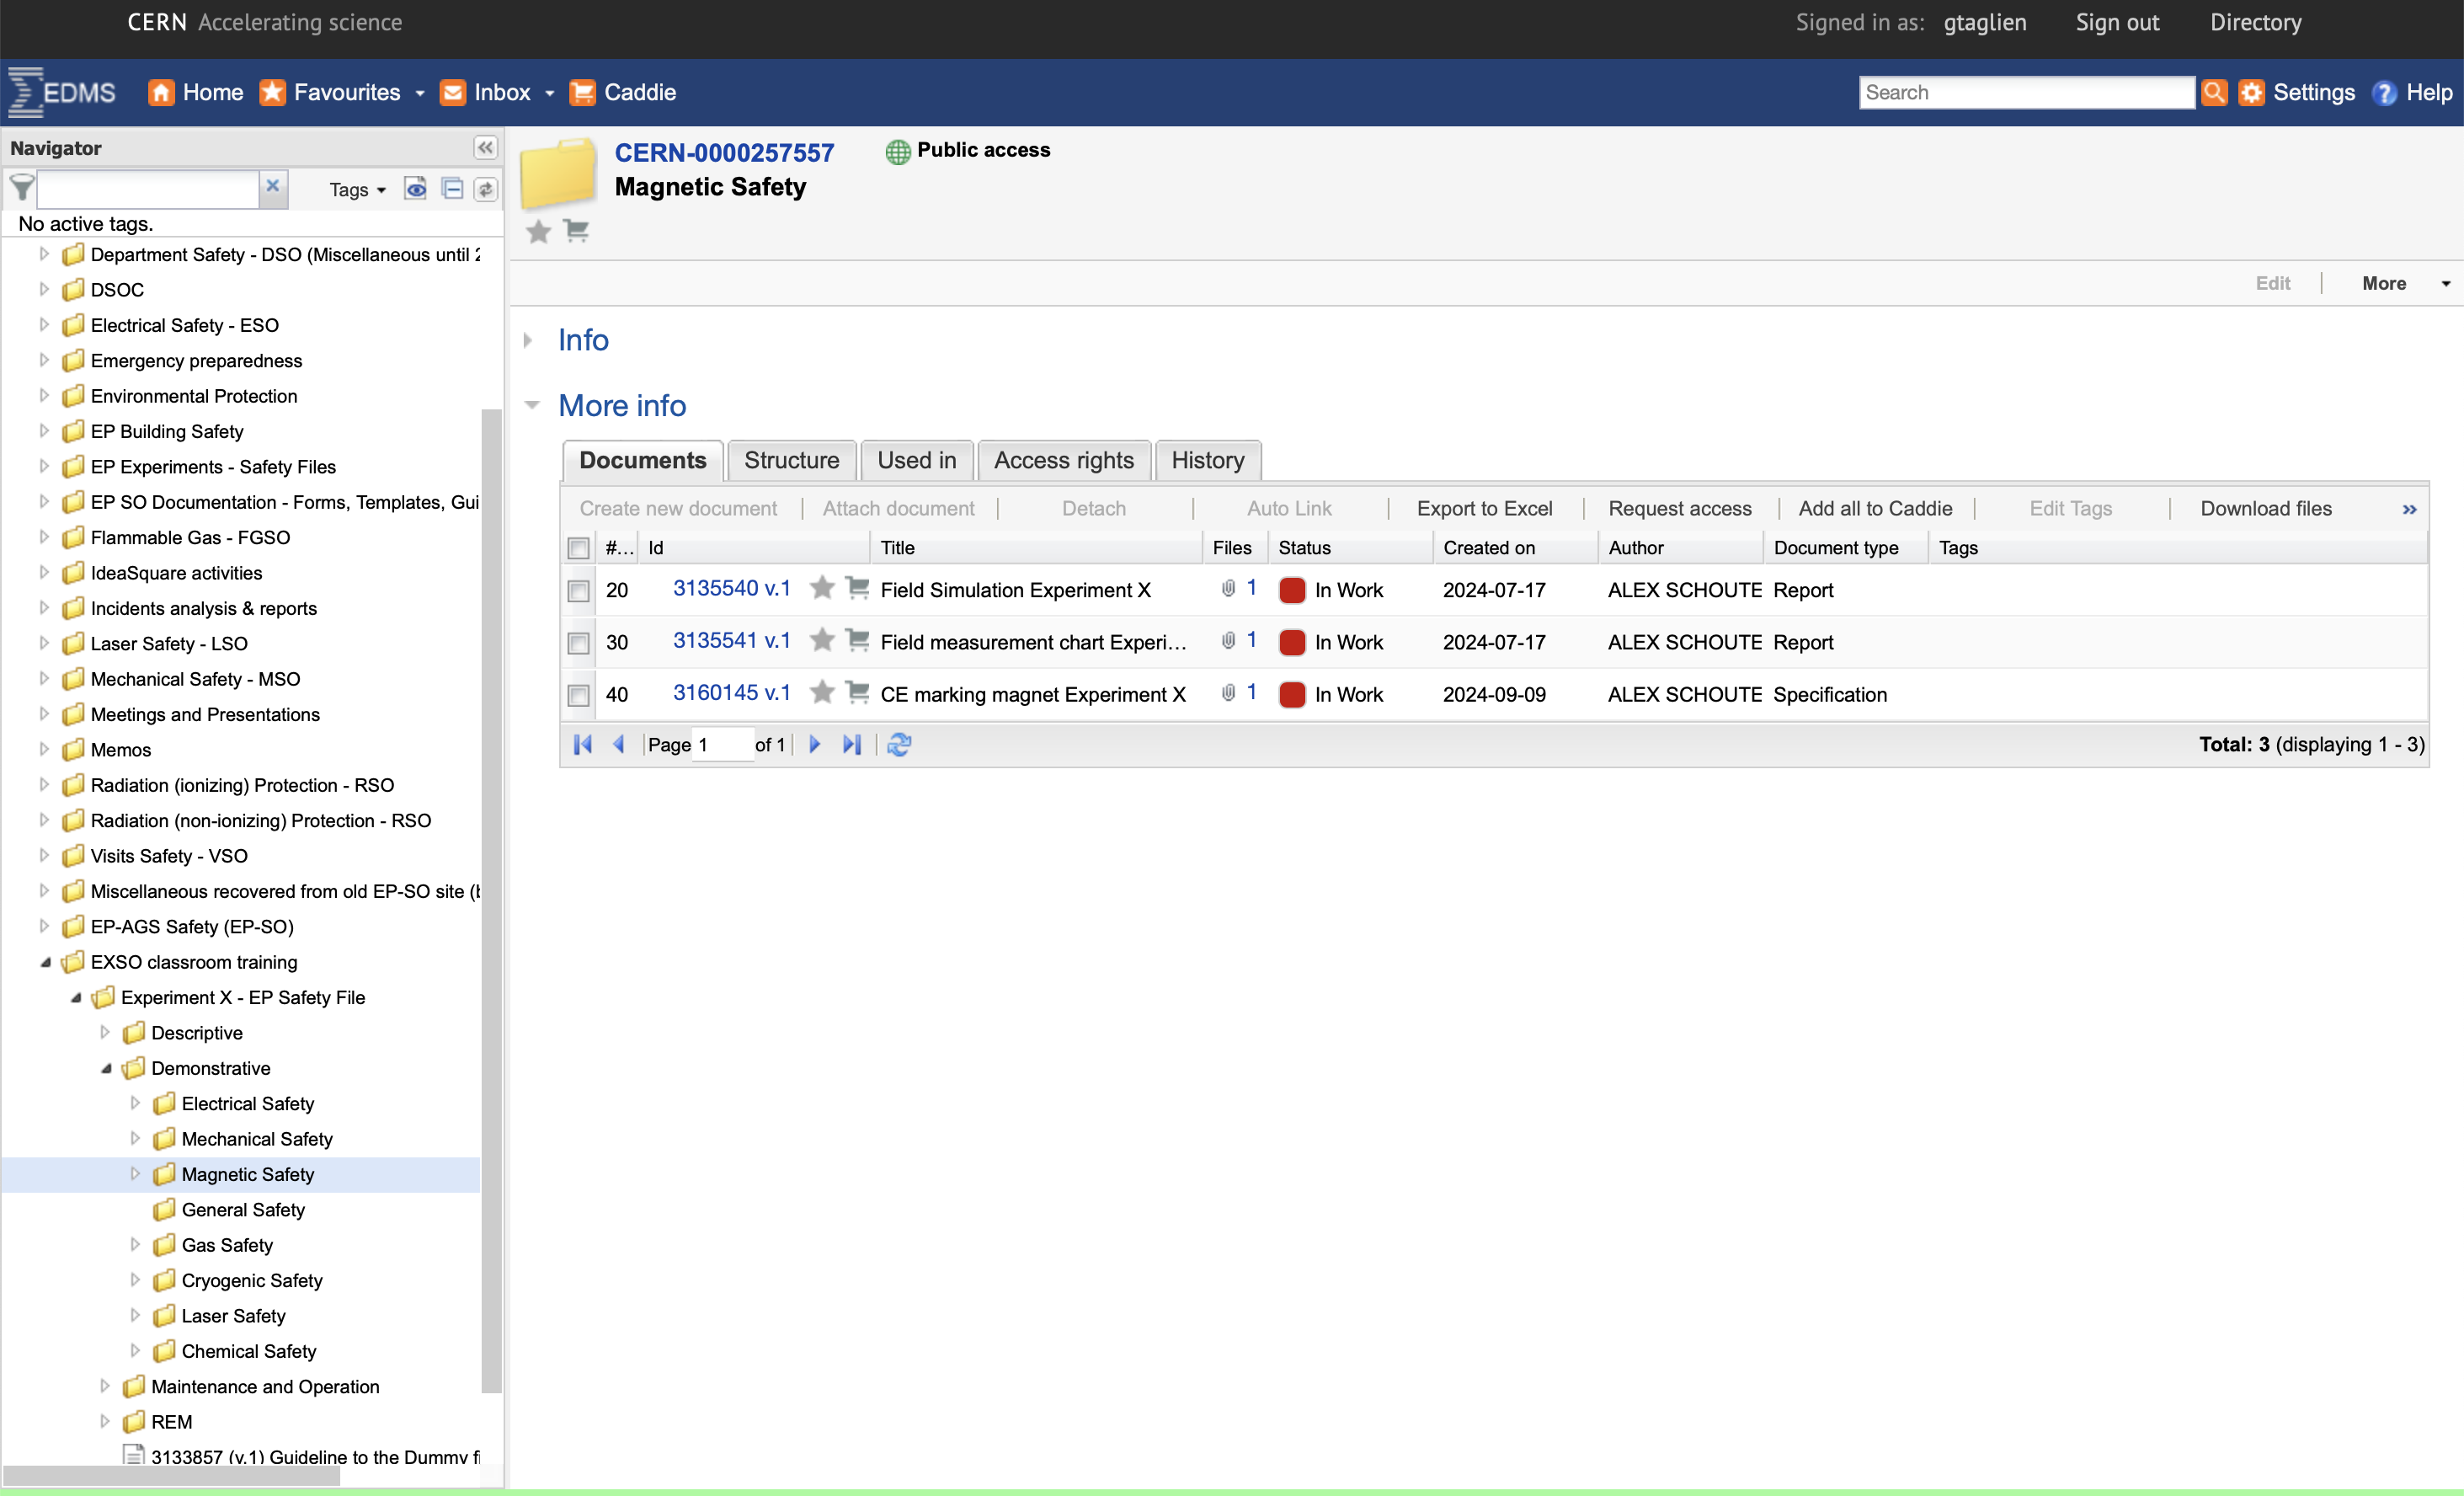 CERN Accelerating science
Signed in as: gtaglien Sign out Directory
EDMS Home Favourites Inbox Caddie Search Settings Help
Navigator
Tags
No active tags.
Department Safety - DSO (Miscellaneous until 2
DSOC
Electrical Safety - ESO
Emergency preparedness
Environmental Protection
EP Building Safety
EP Experiments - Safety Files
EP SO Documentation - Forms, Templates, Gui
Flammable Gas - FGSO
IdeaSquare activities
Incidents analysis & reports
Laser Safety - LSO
Mechanical Safety - MSO
Meetings and Presentations
Memos
Radiation (ionizing) Protection - RSO
Radiation (non-ionizing) Protection - RSO
Visits Safety - VSO
Miscellaneous recovered from old EP-SO site (
EP-AGS Safety (EP-SO)
EXSO classroom training
Experiment X - EP Safety File
Descriptive
Demonstrative
Electrical Safety
Mechanical Safety
Magnetic Safety
General Safety
Gas Safety
Cryogenic Safety
Laser Safety
Chemical Safety
Maintenance and Operation
REM
3133857 (v.1) Guideline to the Dummy fi
CERN-0000257557 Public access
Magnetic Safety
Edit More
Info
More info
Documents Structure Used in Access rights History
Create new document Attach document Detach Auto Link Export to Excel Request access Add all to Caddie Edit Tags Download files »
#... Id Title Files Status Created on Author Document type Tags
20 3135540 v.1 Field Simulation Experiment X 1 In Work 2024-07-17 ALEX SCHOUTE Report
30 3135541 v.1 Field measurement chart Experi... 1 In Work 2024-07-17 ALEX SCHOUTE Report
40 3160145 v.1 CE marking magnet Experiment X 1 In Work 2024-09-09 ALEX SCHOUTE Specification
Page 1 of 1 Total: 3 (displaying 1 - 3)